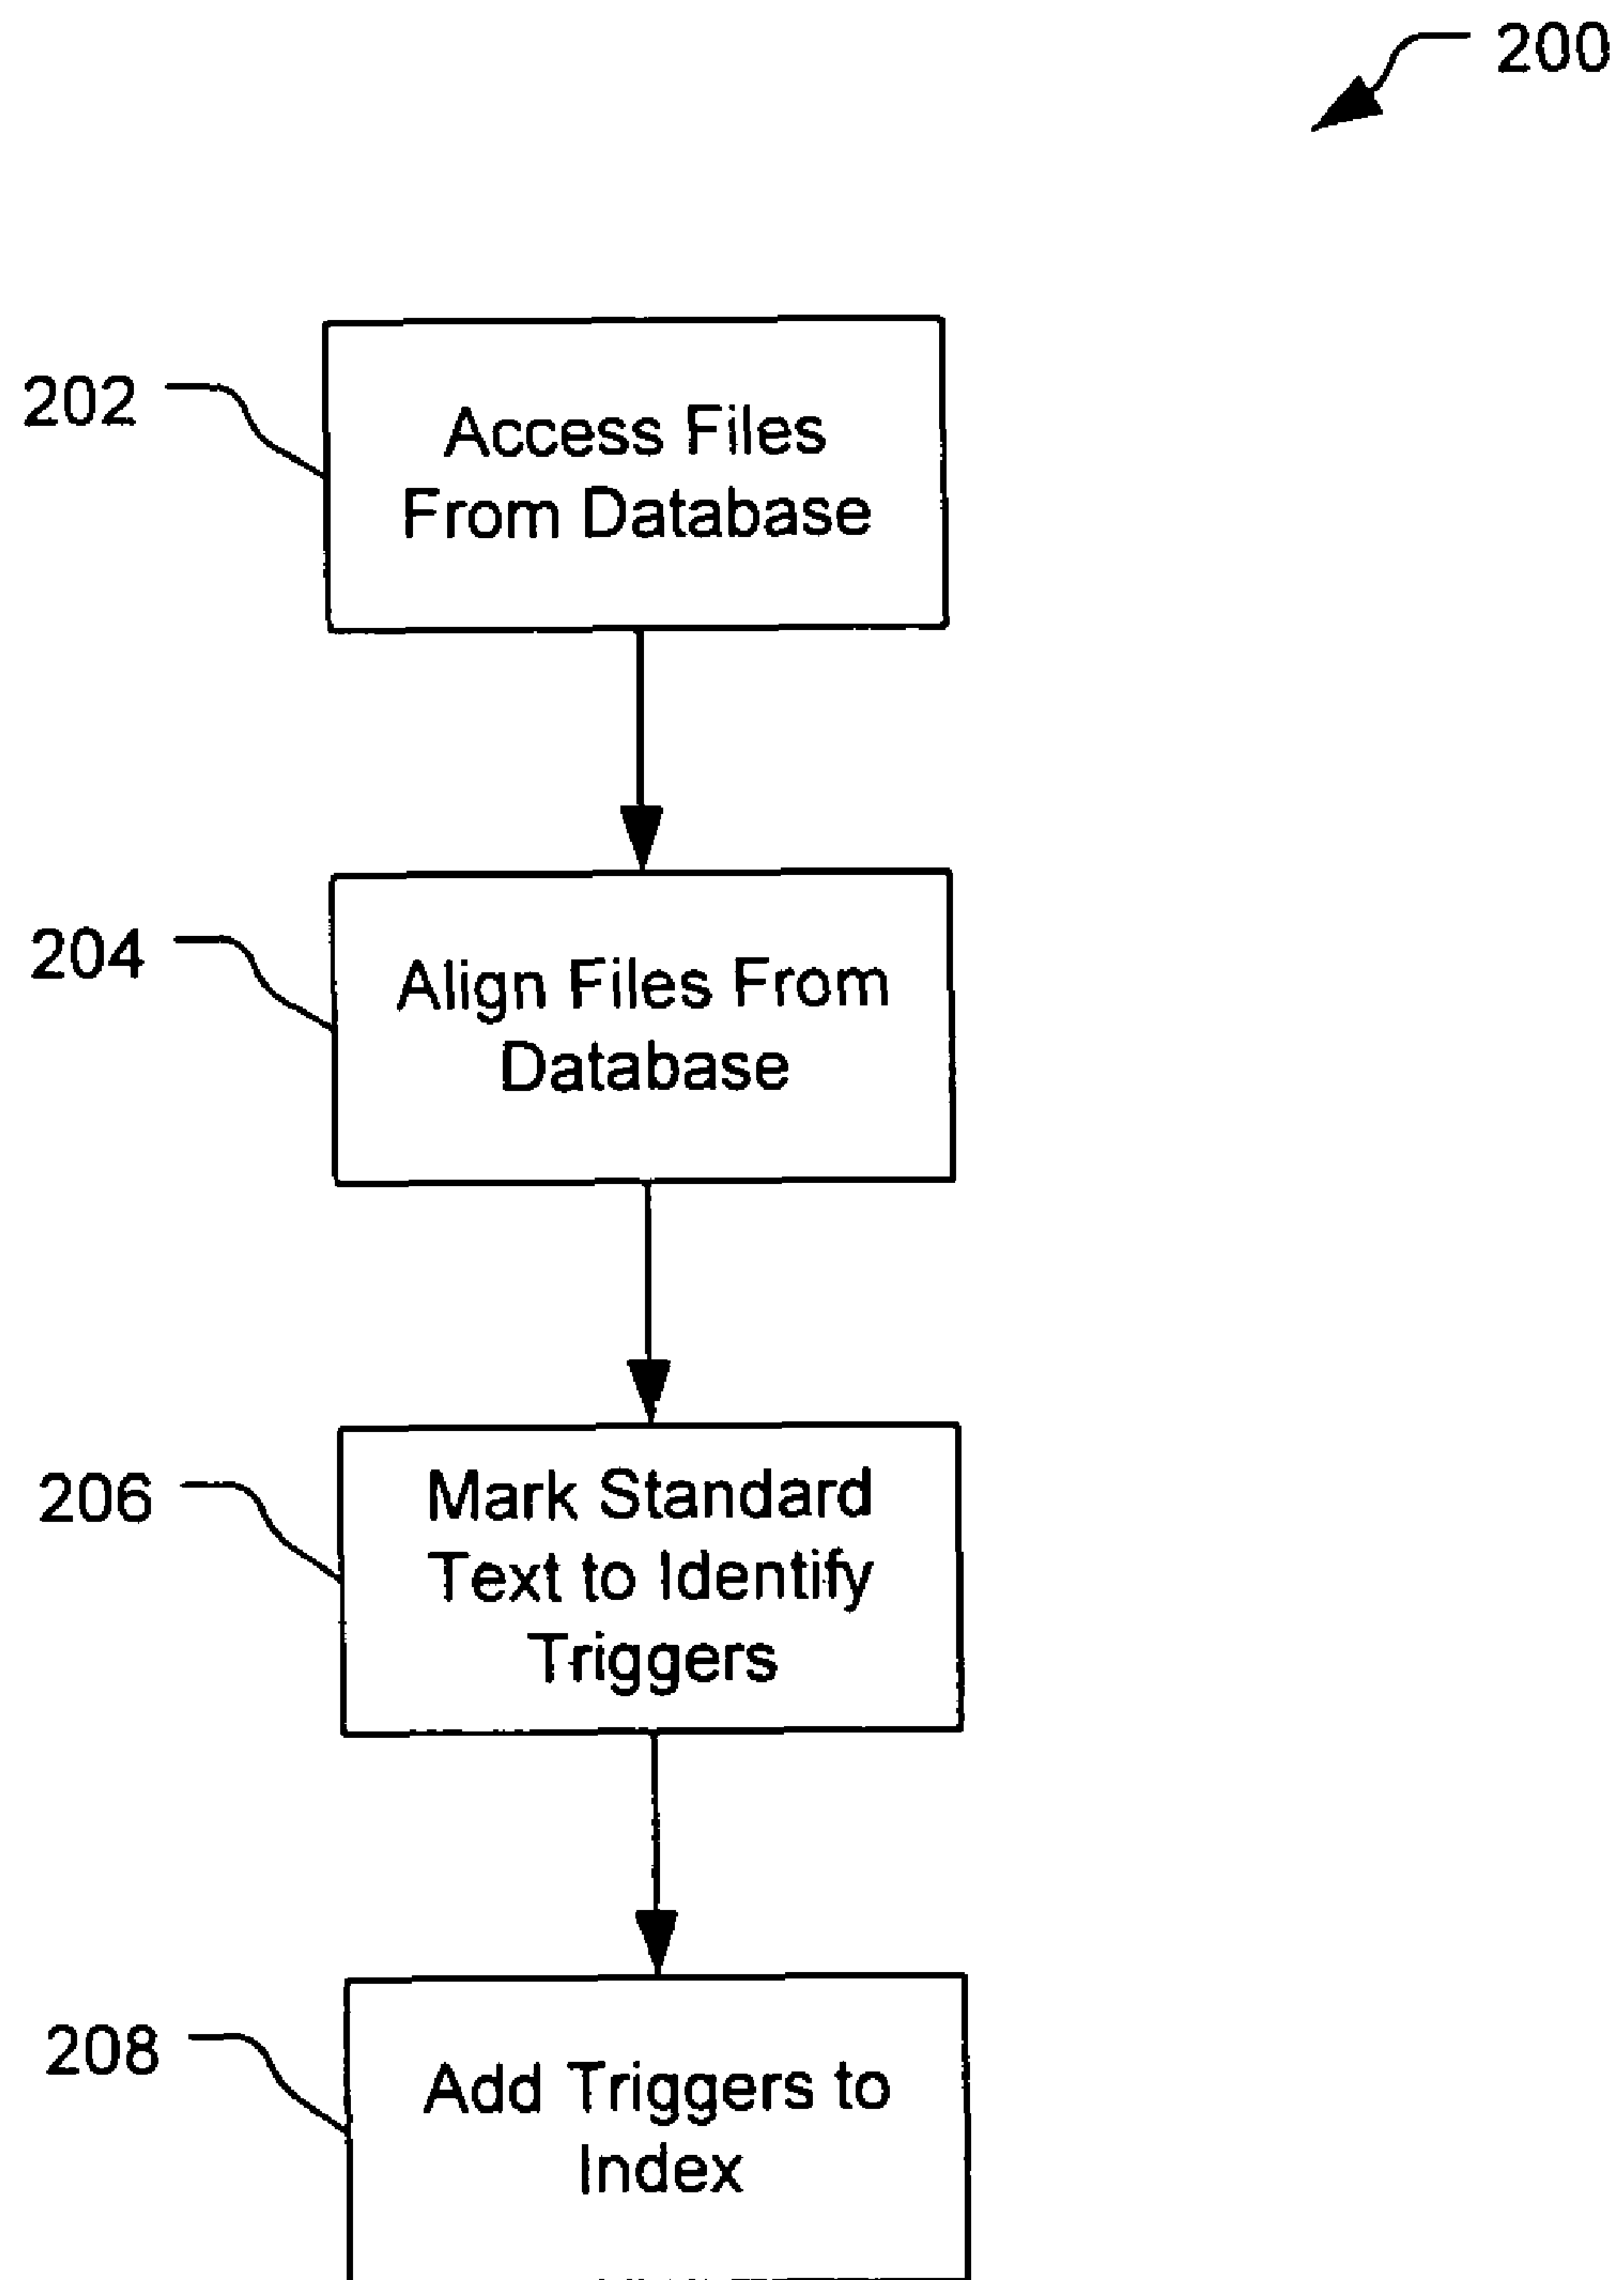 200
202
Access Files
From Database
204
Align Files From
Database
206
Mark Standard
Text to Identify
Triggers
208
Add Triggers to
Index